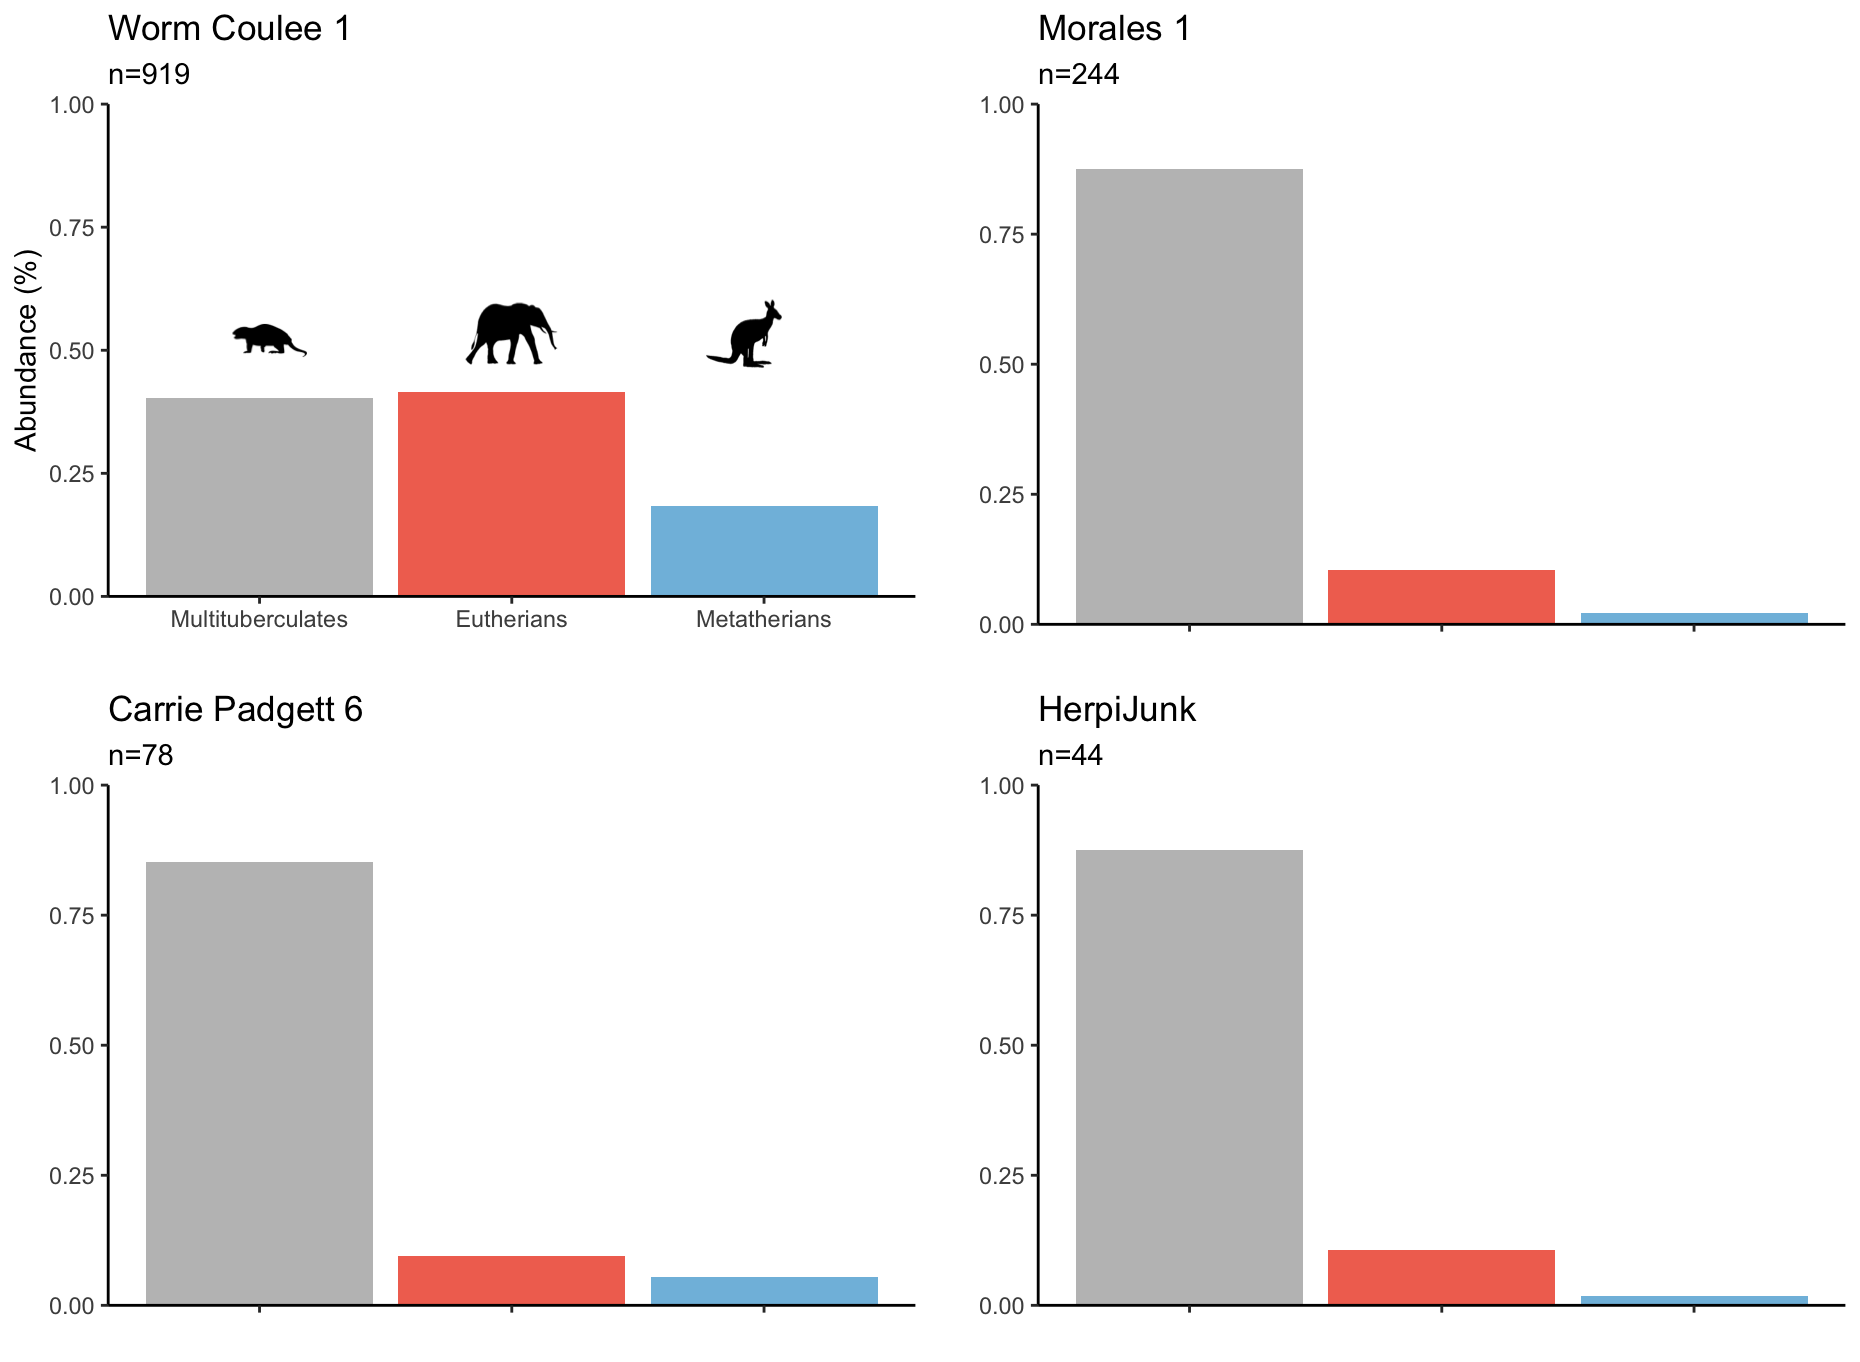 Worm Coulee 1
n=919
Abundance (%)
1.00
0.75
0.50
0.25
0.00
Multituberculates
Eutherians
Metatherians
Morales 1
n=244
1.00
0.75
0.50
0.25
0.00
Carrie Padgett 6
n=78
1.00
0.75
0.50
0.25
0.00
HerpiJunk
n=44
1.00
0.75
0.50
0.25
0.00